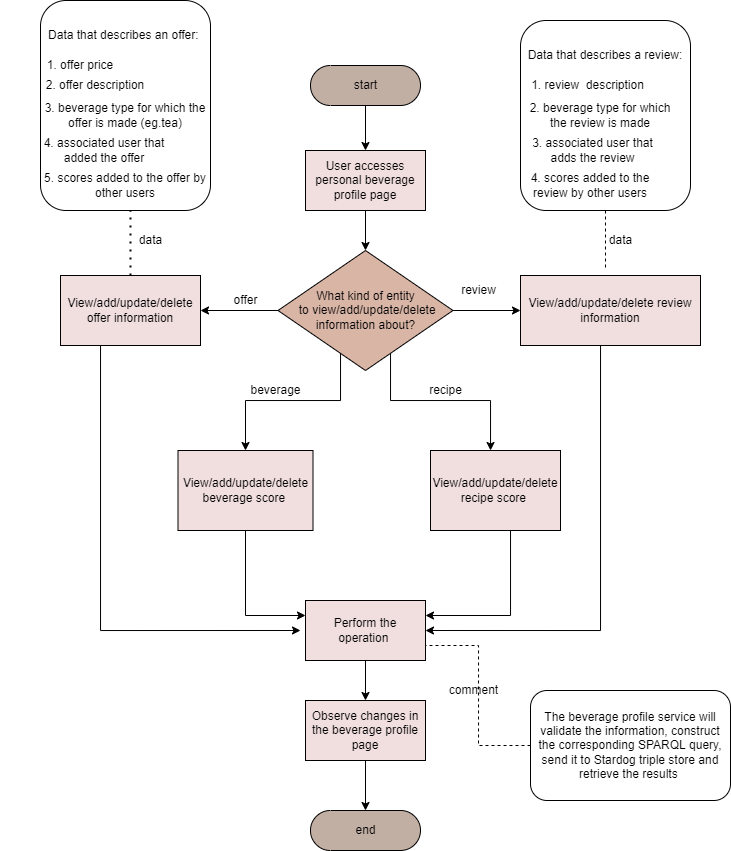 Data that describes an offer:
1. offer price
2. offer description
3. beverage type for which the
offer is made (eg.tea)
4. associated user that
added the offer
5. scores added to the offer by
other users
start
Data that describes a review:
1. review description
2. beverage type for which
the review is made
3. associated user that
adds the review
4. scores added to the
review by other users
User accesses
personal beverage
profile page
data
data
View/add/update/delete
offer information
offer
What kind of entity
to view/add/update/delete
information about?
review
View/add/update/delete review
information
beverage
recipe
View/add/update/delete
beverage score
View/add/update/delete
recipe score
Perform the
operation
comment
Observe changes in
the beverage profile
page
The beverage profile service will
validate the information, construct
the corresponding SPARQL query,
send it to Stardog triple store and
retrieve the results
end